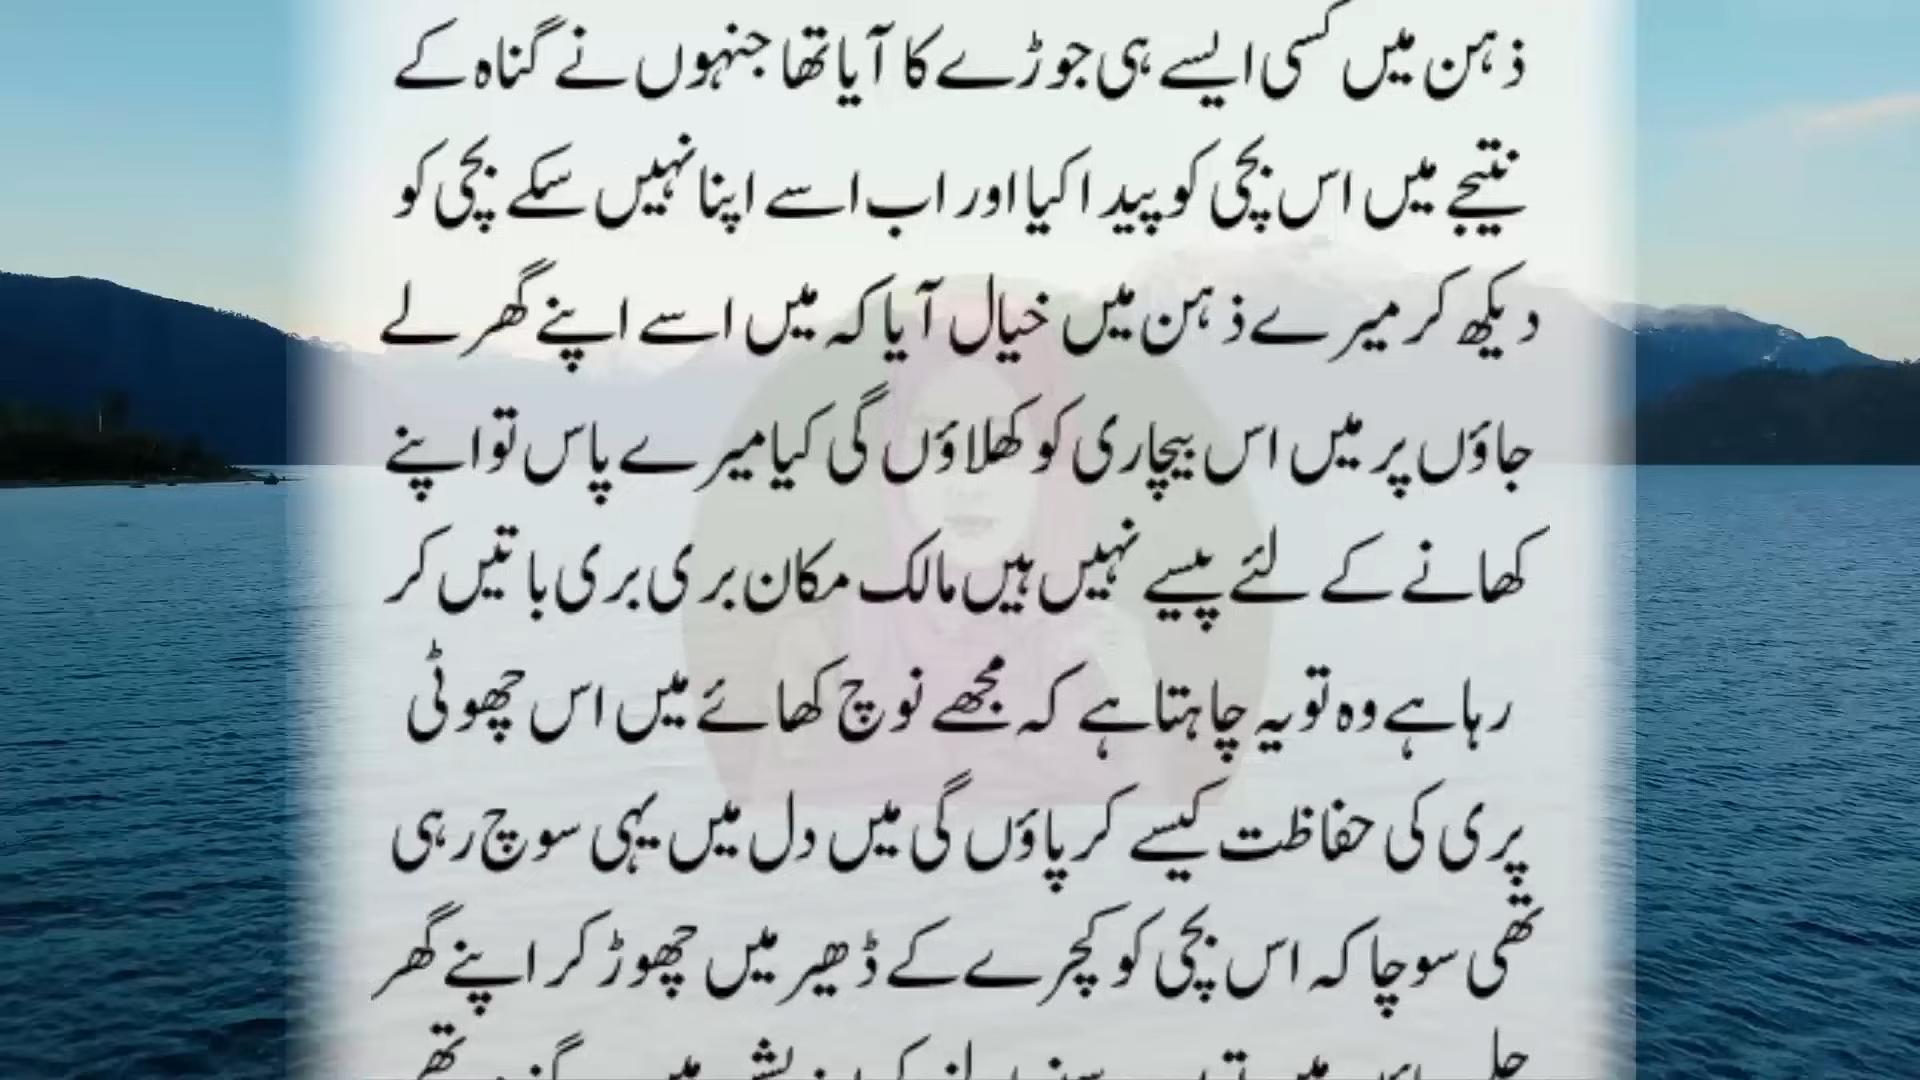 ذہن میں کسی ایسے ہی جوڑے کا آیا تھا جنہوں نے گناہ کے
نتیجے میں اس بچی کو پیدا کیا اور اب اسے اپنا نہیں سکے بچی کو
دیکھ کر میرے ذہن میں خیال آیا کہ میں اسے اپنے گھر لے
جاؤں پر میں اس بیچاری کو کھلاؤں گی کیا میرے پاس تو اپنے
کھانے کے لئے پیسے نہیں ہیں مالک مکان بری بری باتیں کر
رہا ہے وہ تو یہ چاہتا ہے کہ مجھے نوچ کھائے میں اس چھوٹی
پری کی حفاظت کیسے کر پاؤں گی میں دل میں یہی سوچ رہی
تھی سوچا کہ اس بچی کو کچرے کے ڈھیر میں چھوڑ کر اپنے گھر